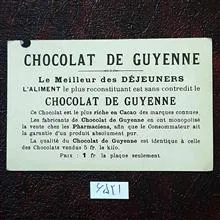 CHOCOLAT DE GUYENNE
Le Meilleur des DÉJEUNERS
L'ALIMENT le plus reconstituant est sans contredit le
CHOCOLAT DE GUYENNE
Ce Chocolat est le plus riche en Cacao des marques connues.
Les fabricants de Chocolat de Guyenne en ont monopolisé
la vente chez les Pharmaciens, afin que le Consommateur ait
la garantie d'un produit absolument pur.
La qualité du Chocolat de Guyenne est identique à celle
des Chocolats vendus 5 fr. le kilo.
PRIX : 1 fr la plaque seulement.